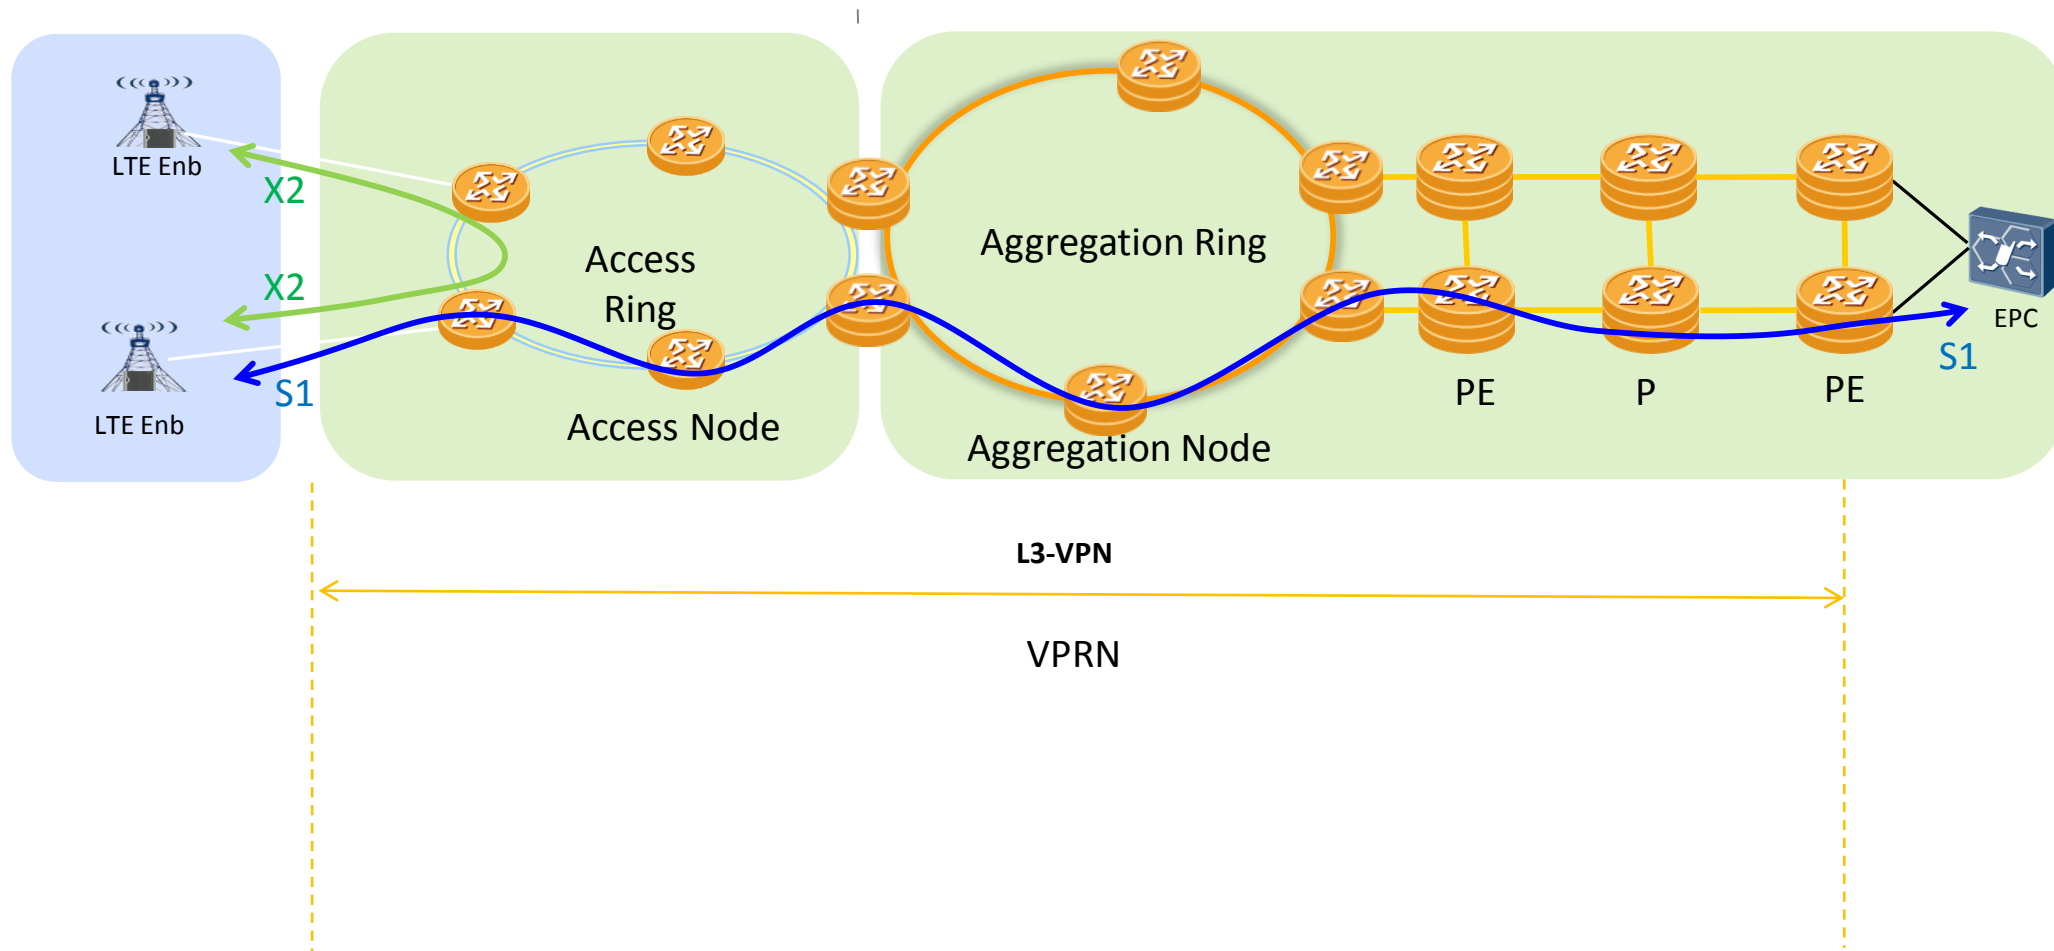 LTE Enb
X2
X2
LTE Enb
S1
Access
Ring
Access Node
Aggregation Ring
Aggregation Node
PE
P
PE
S1
EPC
L3-VPN
VPRN